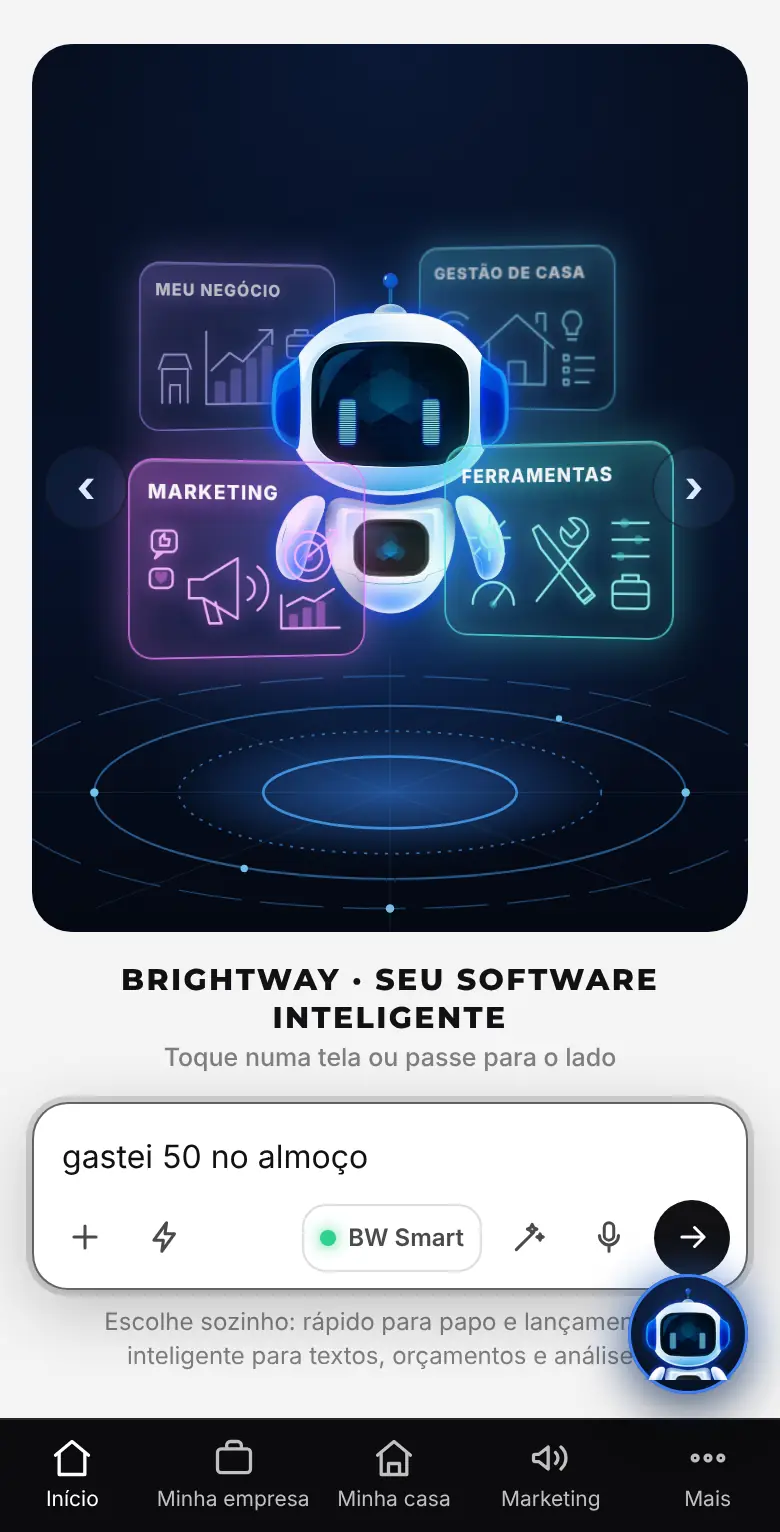 MEU NEGÓCIO
GESTÃO DE CASA
MARKETING
FERRAMENTAS
BRIGHTWAY · SEU SOFTWARE
INTELIGENTE
Toque numa tela ou passe para o lado
gastei 50 no almoço
BW Smart
Escolhe sozinho: rápido para papo e
inteligente para textos, orçamentos e
Início
Minha empresa
Minha casa
Marketing
Mais